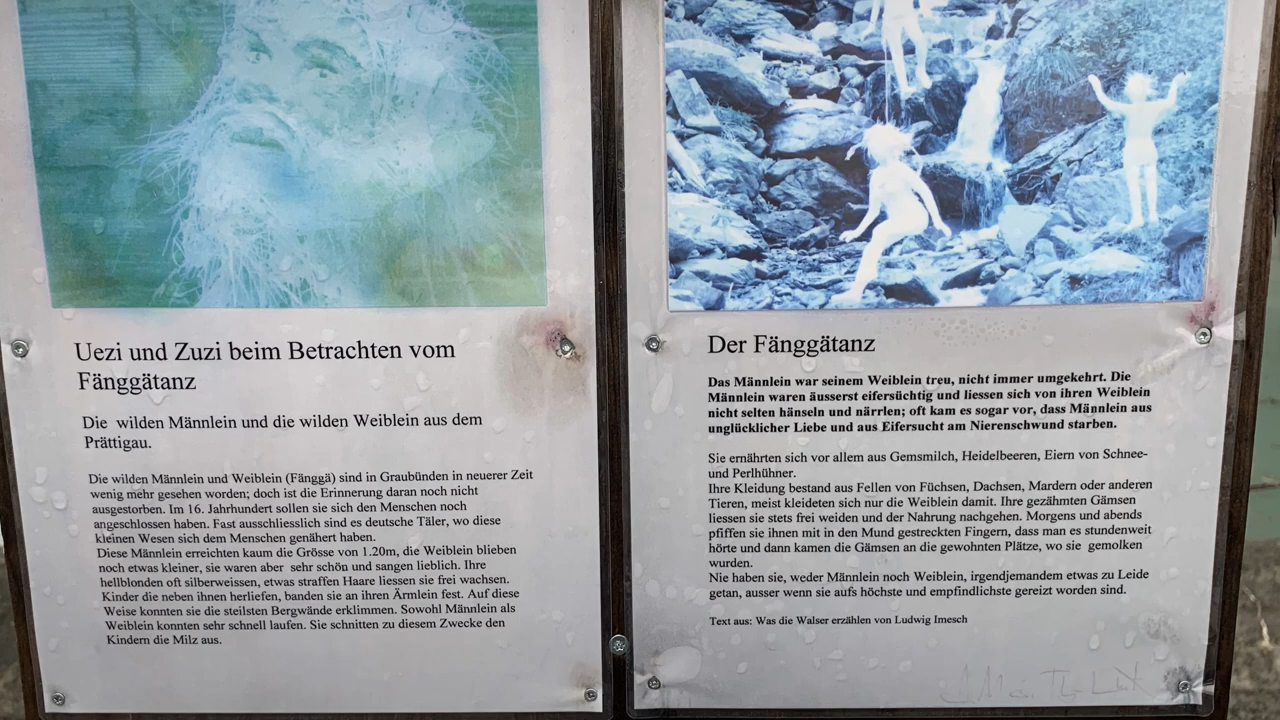 Uezi und Zuzi beim Betrachten vom
Fänggätanz
Die wilden Männlein und die wilden Weiblein aus dem
Prättigau.
Die wilden Männlein und Weiblein (Fänggä) sind in Graubünden in neuerer Zeit
wenig mehr gesehen worden; doch ist die Erinnerung daran noch nicht
ausgestorben. Im 16. Jahrhundert sollen sie sich den Menschen noch
angeschlossen haben. Fast ausschliesslich sind es deutsche Täler, wo diese
kleinen Wesen sich dem Menschen genähert haben.
Diese Männlein erreichten kaum die Grösse von 1.20m, die Weiblein blieben
noch etwas kleiner, sie waren aber sehr schön und sangen lieblich. Ihre
hellblonden oft silberweissen, etwas straffen Haare liessen sie frei wachsen.
Kinder die neben ihnen herliefen, banden sie an ihren Ärmlein fest. Auf diese
Weise konnten sie die steilsten Bergwände erklimmen. Sowohl Männlein als
Weiblein konnten sehr schnell laufen. Sie schnitten zu diesem Zwecke den
Kindern die Milz aus.
Der Fänggätanz
Das Männlein war seinem Weiblein treu, nicht immer umgekehrt. Die
Männlein waren äusserst eifersüchtig und liessen sich von ihren Weiblein
nicht selten hänseln und närrlen; oft kam es sogar vor, dass Männlein aus
unglücklicher Liebe und aus Eifersucht am Nierenschwund starben.
Sie ernährten sich vor allem aus Gemsmilch, Heidelbeeren, Eiern von Schnee-
und Perlhühner.
Ihre Kleidung bestand aus Fellen von Füchsen, Dachsen, Mardern oder anderen
Tieren, meist kleideten sich nur die Weiblein damit. Ihre gezähmten Gämsen
liessen sie stets frei weiden und der Nahrung nachgehen. Morgens und abends
pfiffen sie ihnen mit in den Mund gestreckten Fingern, dass man es stundenweit
hörte und dann kamen die Gämsen an die gewohnten Plätze, wo sie gemolken
wurden.
Nie haben sie, weder Männlein noch Weiblein, irgendjemandem etwas zu Leide
getan, ausser wenn sie aufs höchste und empfindlichste gereizt worden sind.
Text aus: Was die Walser erzählen von Ludwig Imesch